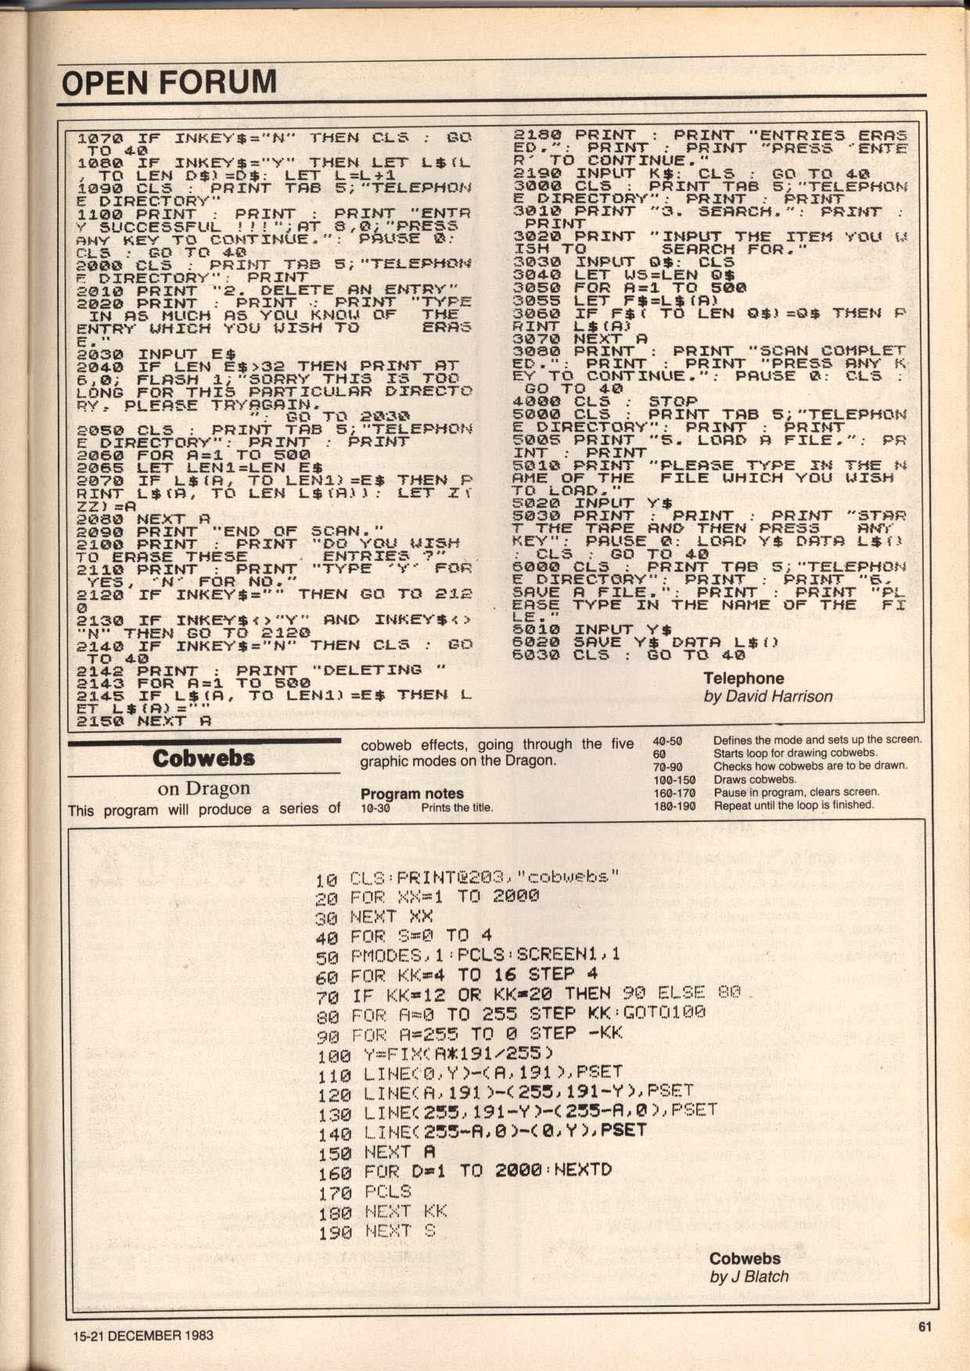 OPEN FORUM
1070 IF INKEY$="N" THEN CLS : GO
TO 40
1080 IF INKEY$="Y" THEN LET L$(L
, TO LEN D$)=D$: LET L=L+1
1090 CLS : PRINT TAB 5;"TELEPHON
E DIRECTORY"
1100 PRINT : PRINT : PRINT "ENTR
Y SUCCESSFUL !!!";AT 8,0;"PRESS
ANY KEY TO CONTINUE.": PAUSE 0:
CLS : GO TO 40
2000 CLS : PRINT TAB 5;"TELEPHON
E DIRECTORY": PRINT
2010 PRINT "2. DELETE AN ENTRY"
2020 PRINT : PRINT : PRINT "TYPE
IN AS MUCH AS YOU KNOW OF THE
ENTRY WHICH YOU WISH TO ERAS
E."
2030 INPUT E$
2040 IF LEN E$>32 THEN PRINT AT
6,0; FLASH 1;"SORRY THIS IS TOO
LONG FOR THIS PARTICULAR DIRECTO
RY. PLEASE TRYAGAIN.
": GO TO 2030
2050 CLS : PRINT TAB 5;"TELEPHON
E DIRECTORY": PRINT : PRINT
2060 FOR A=1 TO 500
2065 LET LEN1=LEN E$
2070 IF L$(A, TO LEN1)=E$ THEN P
RINT L$(A, TO LEN L$(A)): LET Z(
ZZ)=A
2080 NEXT A
2090 PRINT "END OF SCAN."
2100 PRINT : PRINT "DO YOU WISH
TO ERASE THESE ENTRIES ?"
2110 PRINT : PRINT "TYPE 'Y' FOR
YES, 'N' FOR NO."
2120 IF INKEY$="" THEN GO TO 212
0
2130 IF INKEY$<>"Y" AND INKEY$<>
"N" THEN GO TO 2120
2140 IF INKEY$="N" THEN CLS : GO
TO 40
2142 PRINT : PRINT "DELETING "
2143 FOR A=1 TO 500
2145 IF L$(A, TO LEN1)=E$ THEN L
ET L$(A)=""
2150 NEXT A
2180 PRINT : PRINT "ENTRIES ERAS
ED.": PRINT : PRINT "PRESS 'ENTE
R' TO CONTINUE."
2190 INPUT K$: CLS : GO TO 40
3000 CLS : PRINT TAB 5;"TELEPHON
E DIRECTORY": PRINT : PRINT
3010 PRINT "3. SEARCH.": PRINT :
PRINT
3020 PRINT "INPUT THE ITEM YOU W
ISH TO SEARCH FOR."
3030 INPUT Q$: CLS
3040 LET WS=LEN Q$
3050 FOR A=1 TO 500
3055 LET F$=L$(A)
3060 IF F$( TO LEN Q$)=Q$ THEN P
RINT L$(A)
3070 NEXT A
3080 PRINT : PRINT "SCAN COMPLET
ED.": PRINT : PRINT "PRESS ANY K
EY TO CONTINUE.": PAUSE 0: CLS :
GO TO 40
4000 CLS : STOP
5000 CLS : PRINT TAB 5;"TELEPHON
E DIRECTORY": PRINT : PRINT
5005 PRINT "5. LOAD A FILE.": PR
INT : PRINT
5010 PRINT "PLEASE TYPE IN THE N
AME OF THE FILE WHICH YOU WISH
TO LOAD."
5020 INPUT Y$
5030 PRINT : PRINT : PRINT "STAR
T THE TAPE AND THEN PRESS ANY
KEY": PAUSE 0: LOAD Y$ DATA L$()
: CLS : GO TO 40
6000 CLS : PRINT TAB 5;"TELEPHON
E DIRECTORY": PRINT : PRINT "6.
SAVE A FILE.": PRINT : PRINT "PL
EASE TYPE IN THE NAME OF THE FI
LE."
6010 INPUT Y$
6020 SAVE Y$ DATA L$()
6030 CLS : GO TO 40
Telephone
by David Harrison
Cobwebs
on Dragon
This program will produce a series of
cobweb effects, going through the five
graphic modes on the Dragon.
Program notes
10-30 Prints the title.
40-50 Defines the mode and sets up the screen.
60 Starts loop for drawing cobwebs.
70-90 Checks how cobwebs are to be drawn.
100-150 Draws cobwebs.
160-170 Pause in program, clears screen.
180-190 Repeat until the loop is finished.
10 CLS:PRINT@203,"cobwebs"
20 FOR XX=1 TO 2000
30 NEXT XX
40 FOR S=0 TO 4
50 PMODES,1:PCLS:SCREEN1,1
60 FOR KK=4 TO 16 STEP 4
70 IF KK=12 OR KK=20 THEN 90 ELSE 80
80 FOR A=0 TO 255 STEP KK:GOTO100
90 FOR A=255 TO 0 STEP -KK
100 Y=FIX(A*191/255)
110 LINE(0,Y)-(A,191),PSET
120 LINE(A,191)-(255,191-Y),PSET
130 LINE(255,191-Y)-(255-A,0),PSET
140 LINE(255-A,0)-(0,Y),PSET
150 NEXT A
160 FOR D=1 TO 2000:NEXTD
170 PCLS
180 NEXT KK
190 NEXT S
Cobwebs
by J Blatch
15-21 DECEMBER 1983
61